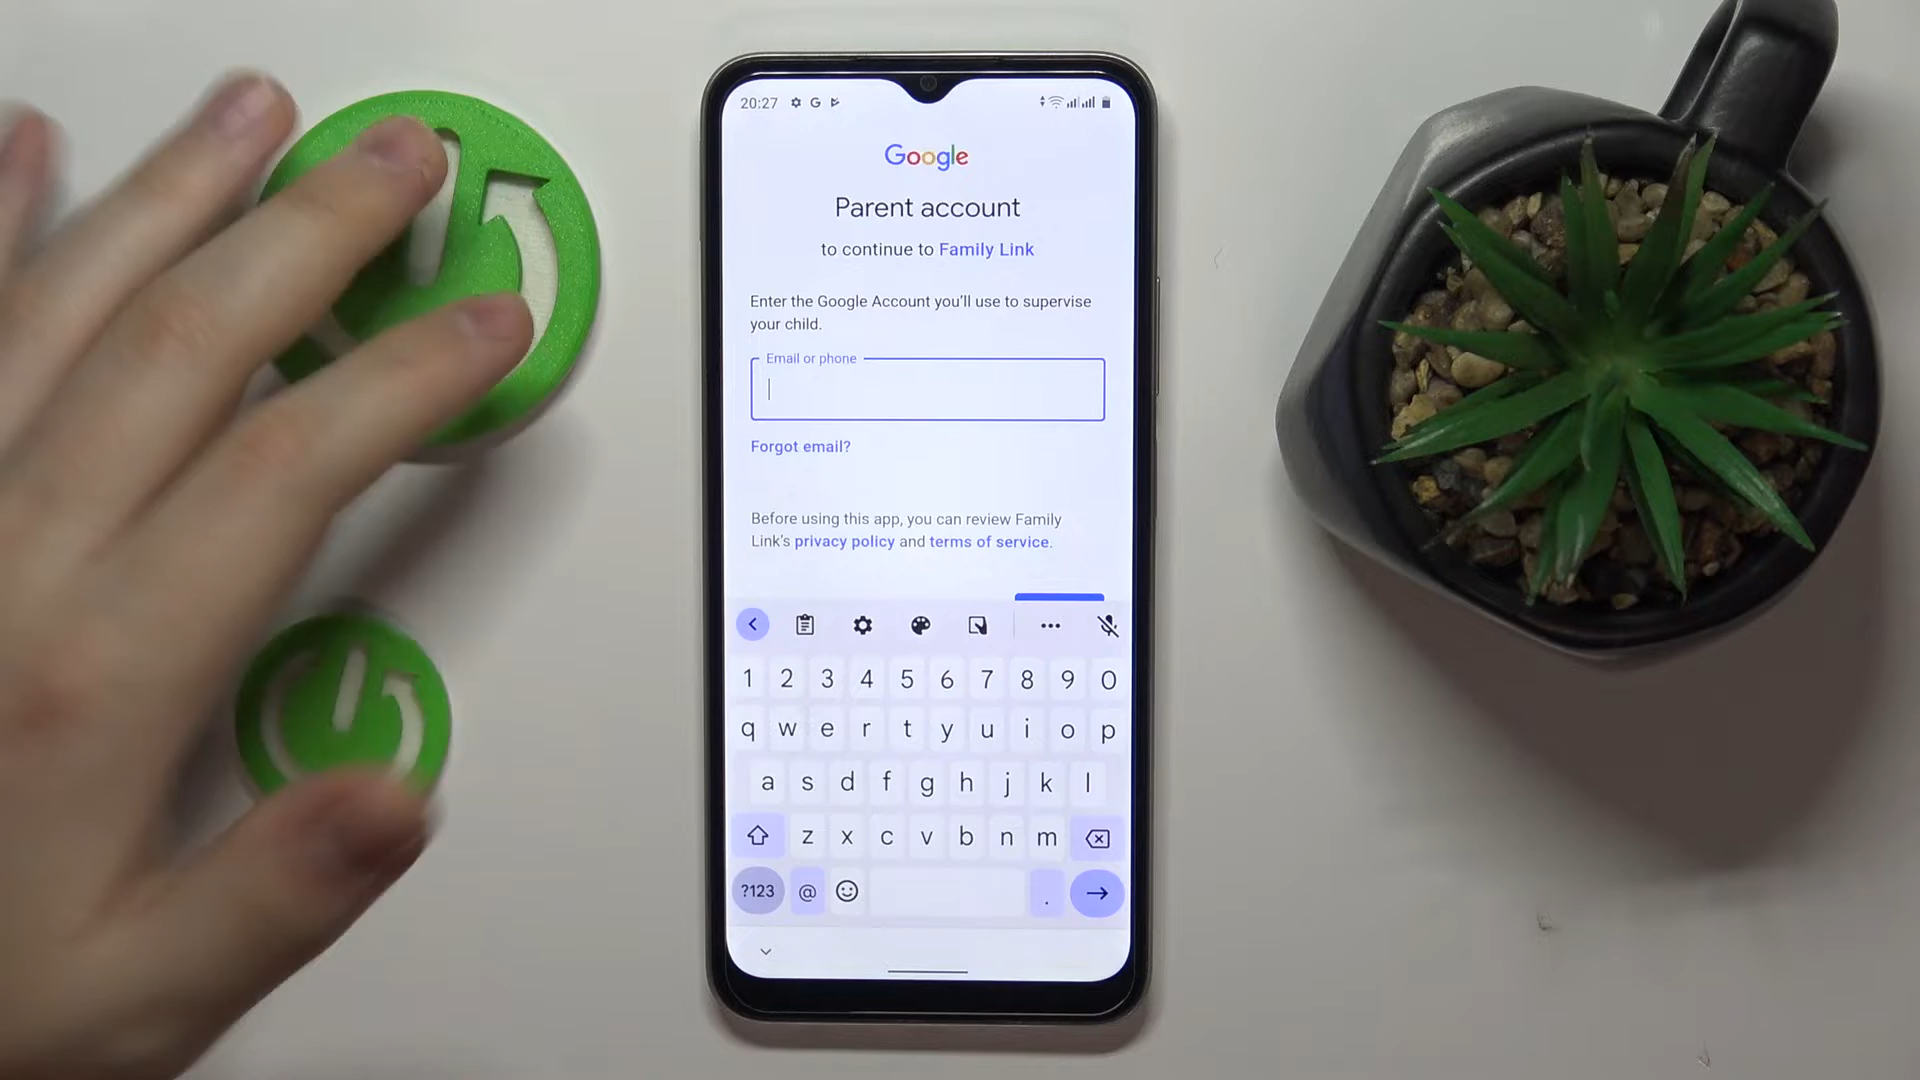 20:27
Google
Parent account
to continue to Family Link
Enter the Google Account you'll use to supervise
your child.
Email or phone
Forgot email?
Before using this app, you can review Family
Link's privacy policy and terms of service.
1 2 3 4 5 6 7 8 9 0
q w e r t y u i o p
a s d f g h j k l
z x c v b n m
?123 @ .